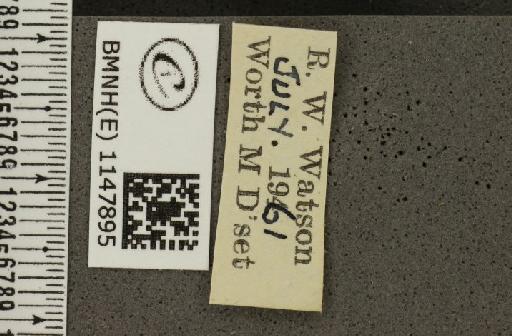 R. W. Watson
JULY. 1961
Worth M D'set
©
BMNH(E) 1147895